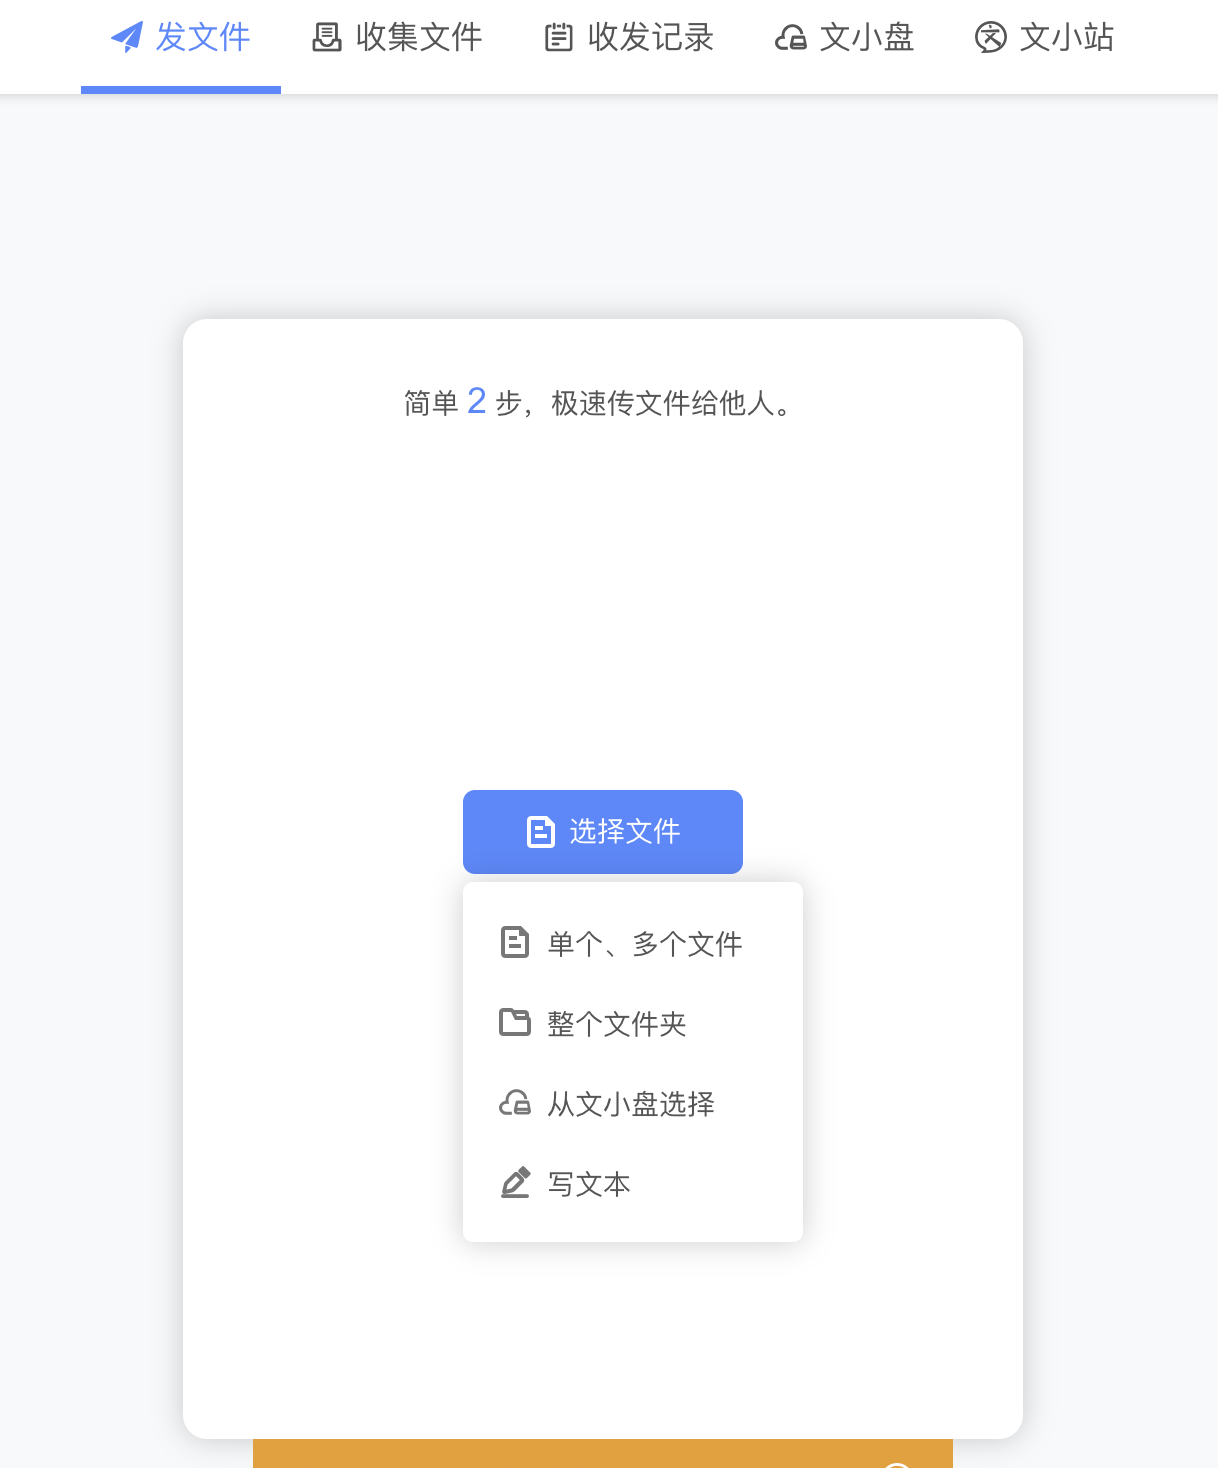 发文件 收集文件 收发记录 文小盘 文小站
简单 2 步，极速传文件给他人。
选择文件
单个、多个文件
整个文件夹
从文小盘选择
写文本